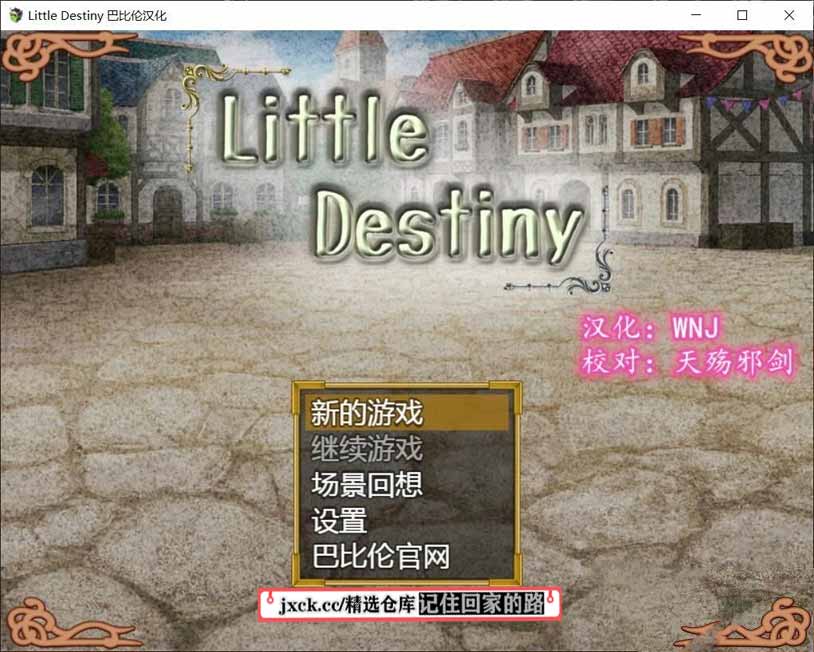 Little Destiny 巴比伦汉化
Little
Destiny
汉化：WNJ
校对：天殇邪剑
新的游戏
继续游戏
场景回想
设置
巴比伦官网
jxck.cc/精选仓库 记住回家的路